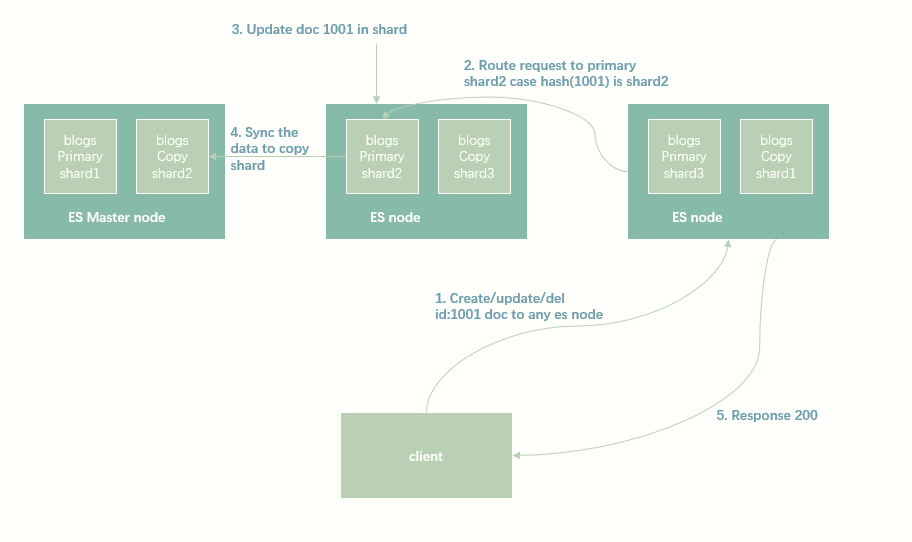 3. Update doc 1001 in shard
2. Route request to primary
shard2 case hash(1001) is shard2
blogs
Primary
shard1
blogs
Copy
shard2
ES Master node
4. Sync the
data to copy
shard
blogs
Primary
shard2
blogs
Copy
shard3
ES node
blogs
Primary
shard3
blogs
Copy
shard1
ES node
1. Create/update/del
id:1001 doc to any es node
5. Response 200
client